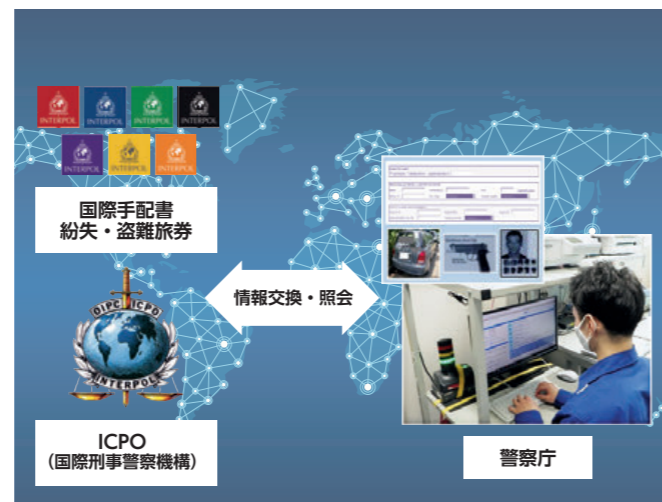 INTERPOL
INTERPOL
INTERPOL
INTERPOL
INTERPOL
INTERPOL
INTERPOL
国際手配書
紛失・盗難旅券
情報交換・照会
OIPC ICPO
INTERPOL
ICPO
(国際刑事警察機構)
警察庁